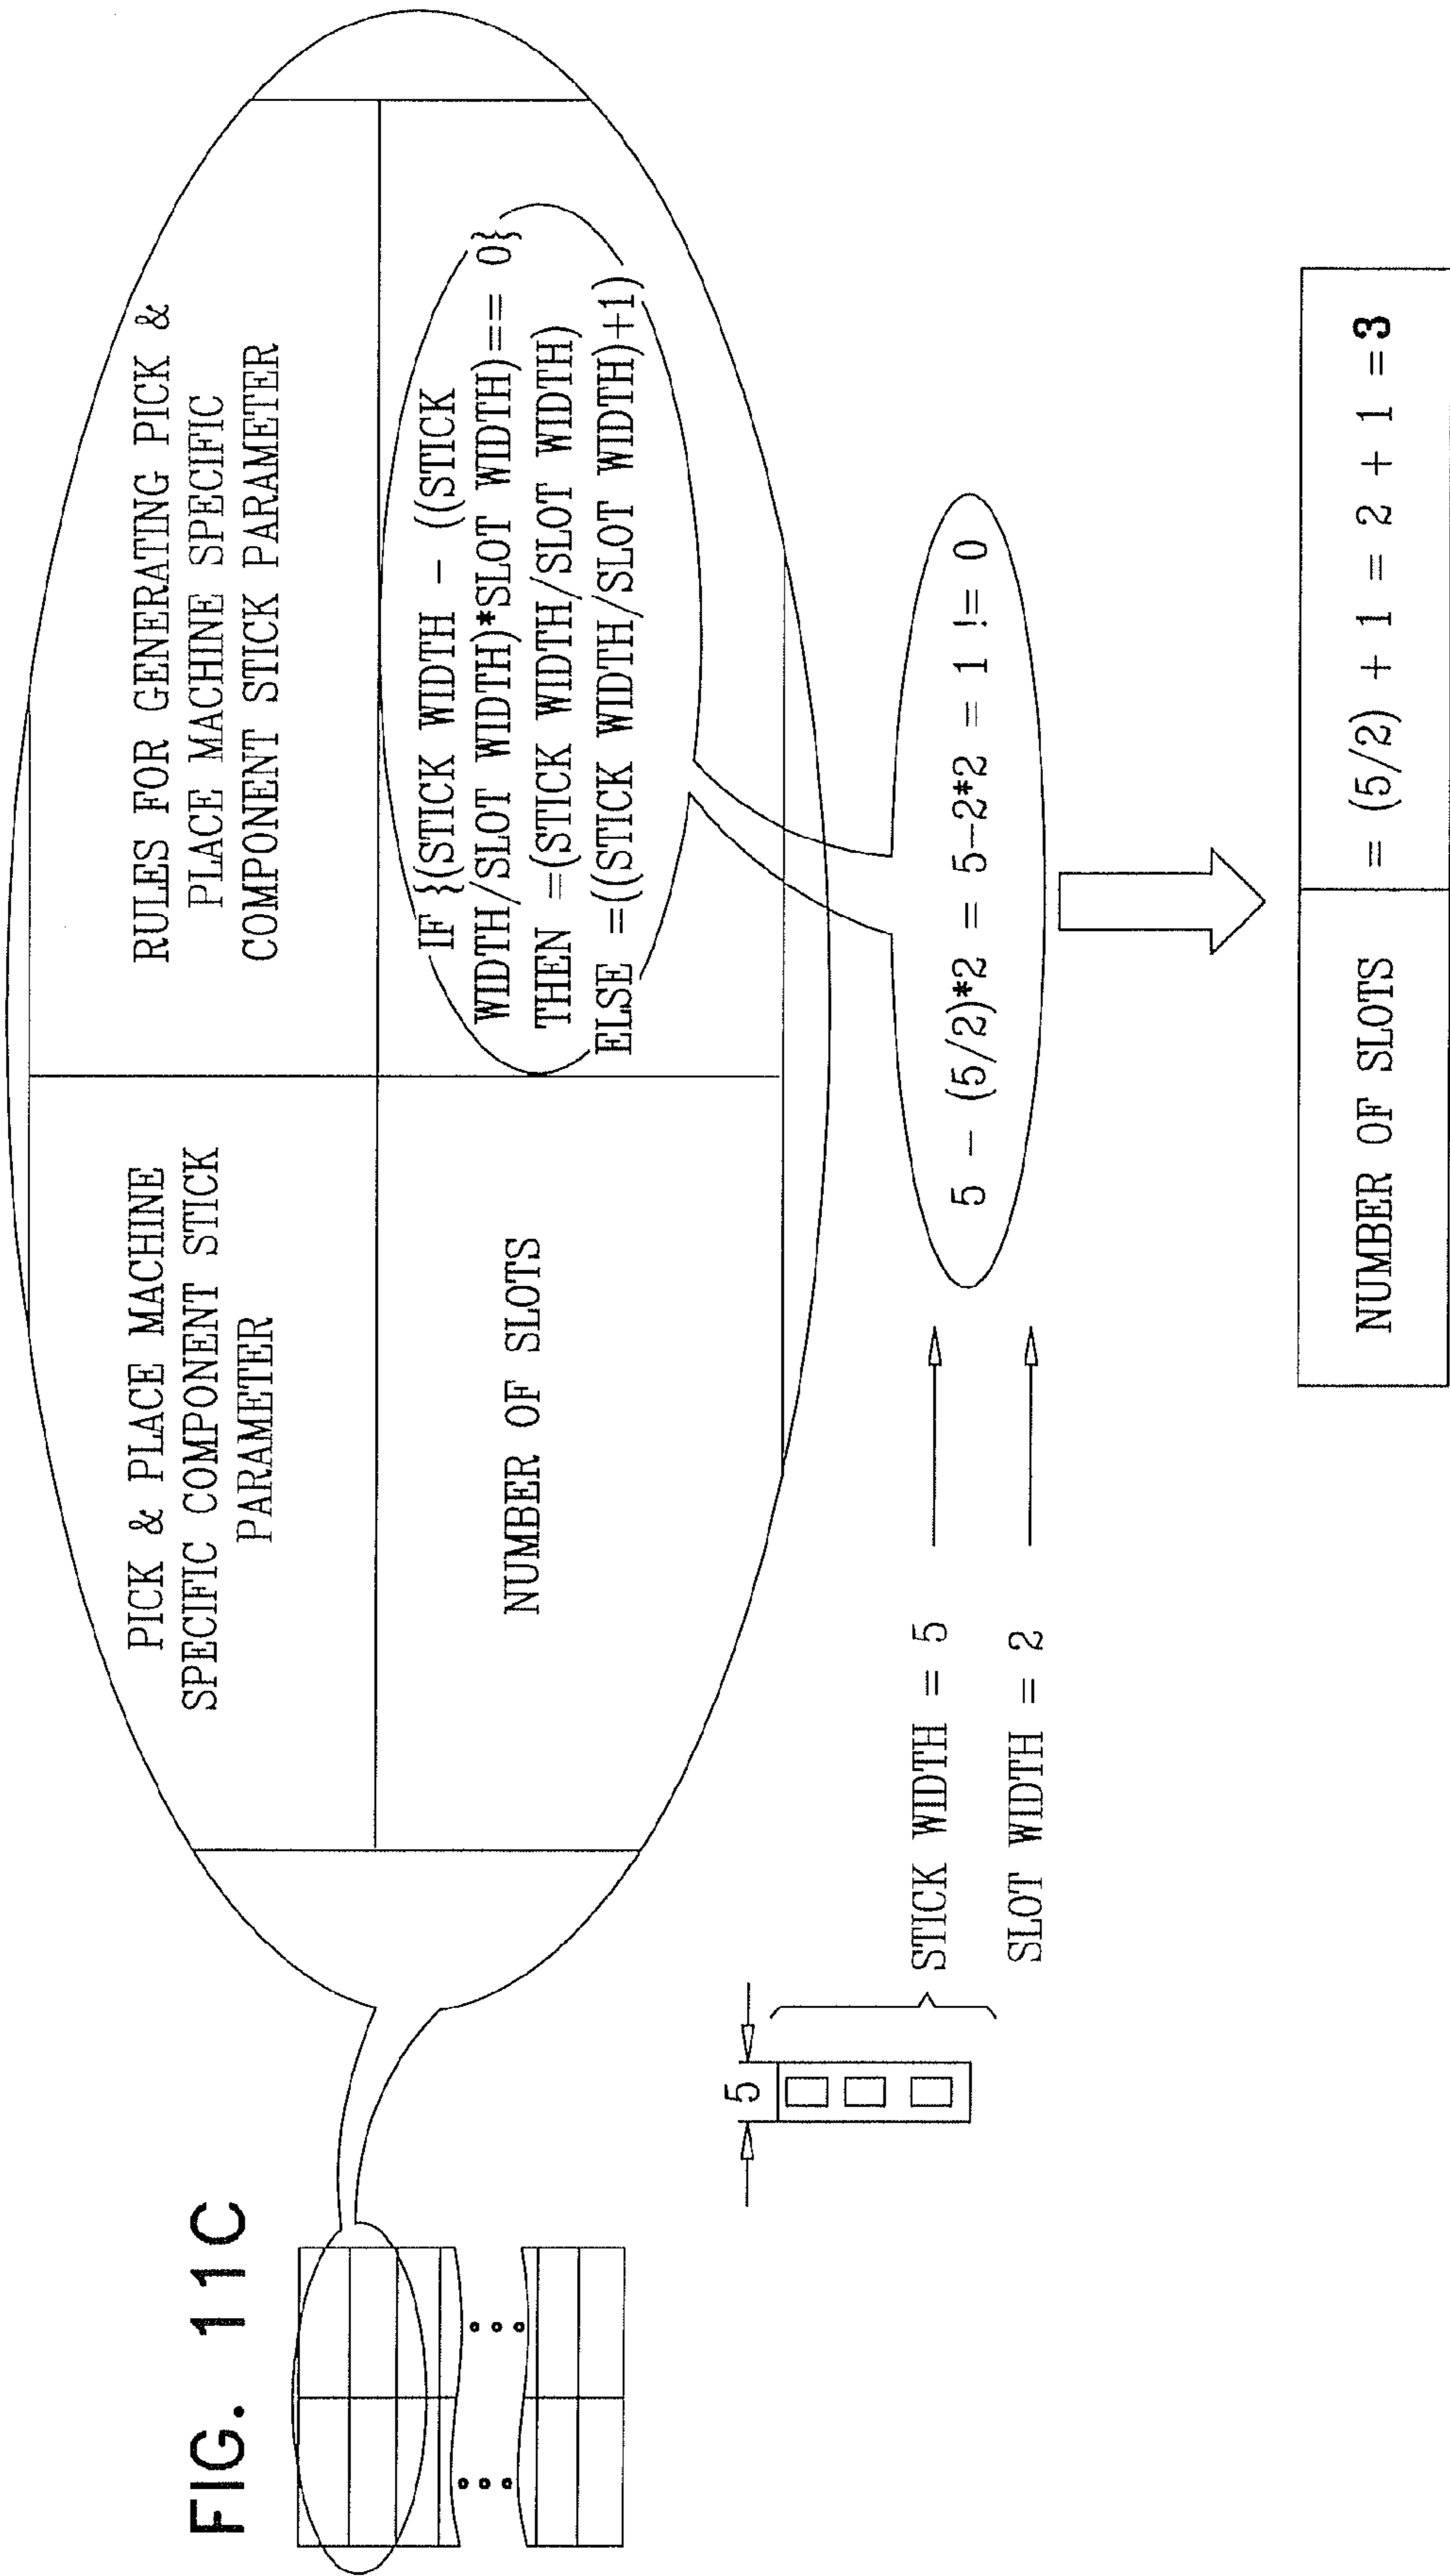 FIG. 11C
PICK & PLACE MACHINE
SPECIFIC COMPONENT STICK
PARAMETER
RULES FOR GENERATING PICK &
PLACE MACHINE SPECIFIC
COMPONENT STICK PARAMETER
NUMBER OF SLOTS
IF {(STICK WIDTH - ((STICK
WIDTH/SLOT WIDTH)*SLOT WIDTH)== 0}
THEN =(STICK WIDTH/SLOT WIDTH)
ELSE =((STICK WIDTH/SLOT WIDTH)+1)
5
STICK WIDTH = 5
SLOT WIDTH = 2
5 - (5/2)*2 = 5-2*2 = 1 != 0
NUMBER OF SLOTS
= (5/2) + 1 = 2 + 1 = 3